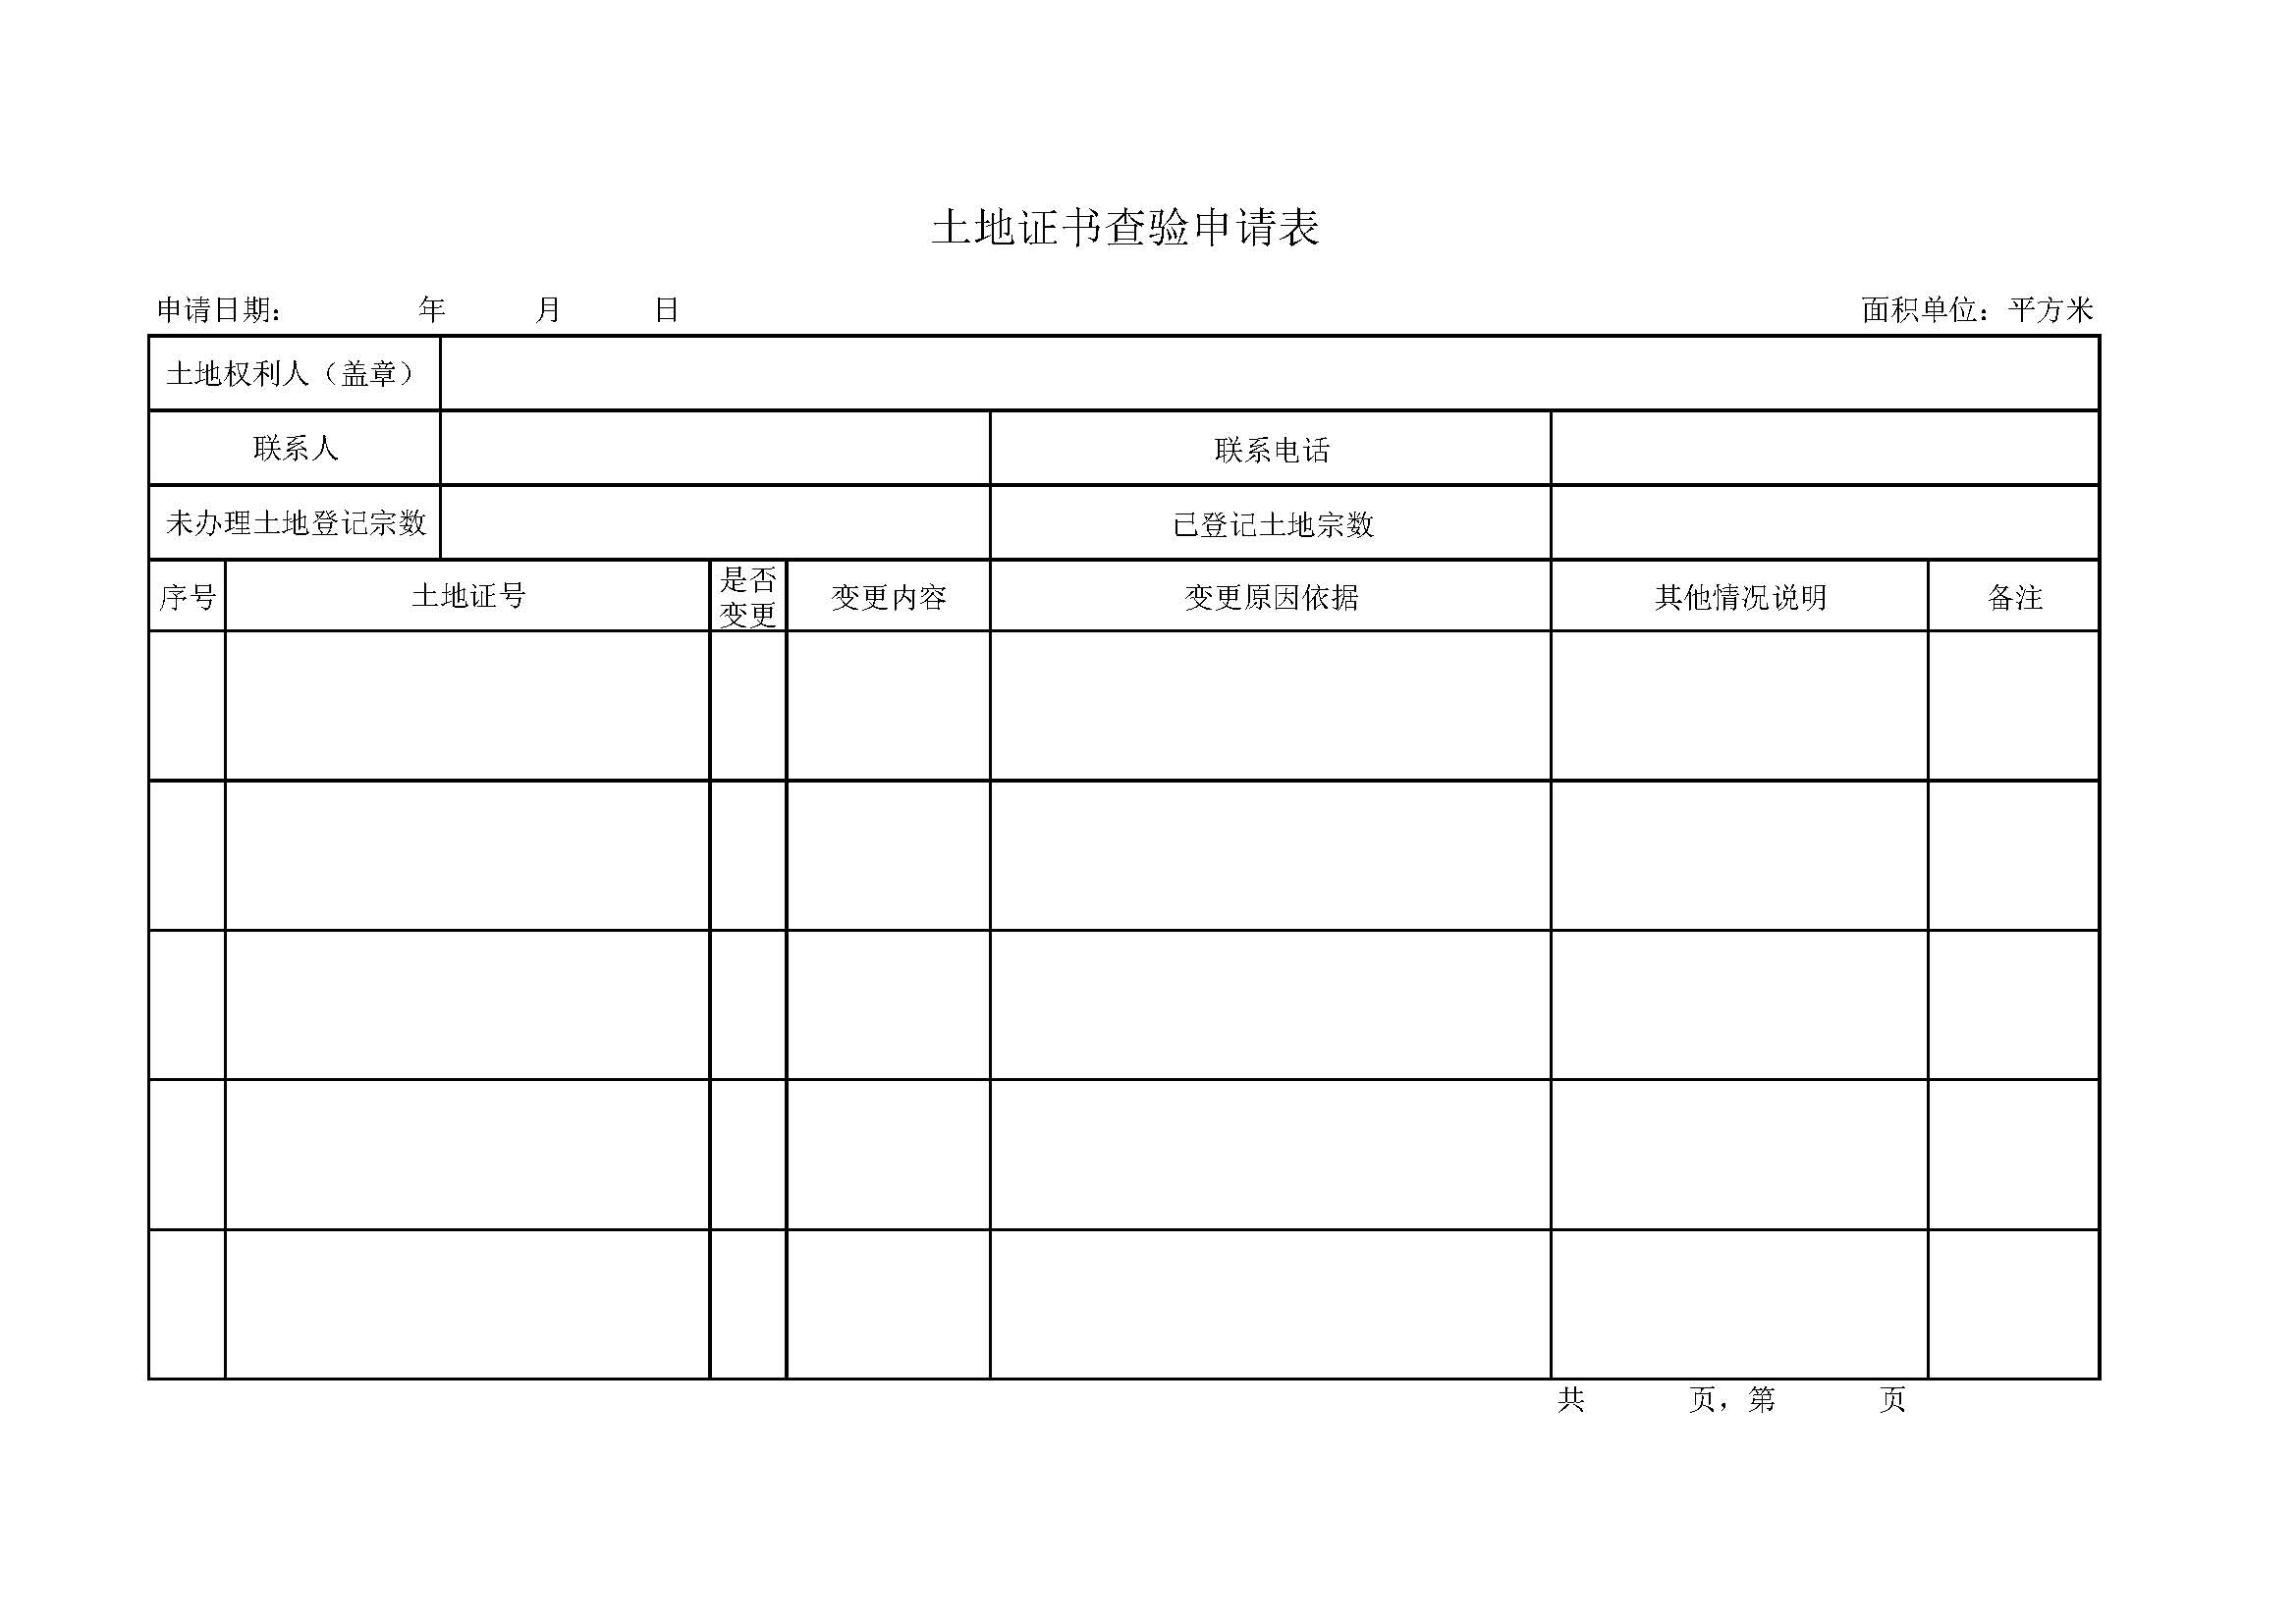 土地证书查验申请表
申请日期： 年 月 日 面积单位：平方米
土地权利人（盖章）
联系人 联系电话
未办理土地登记宗数 已登记土地宗数
序号 土地证号 是否变更 变更内容 变更原因依据 其他情况说明 备注
共 页，第 页